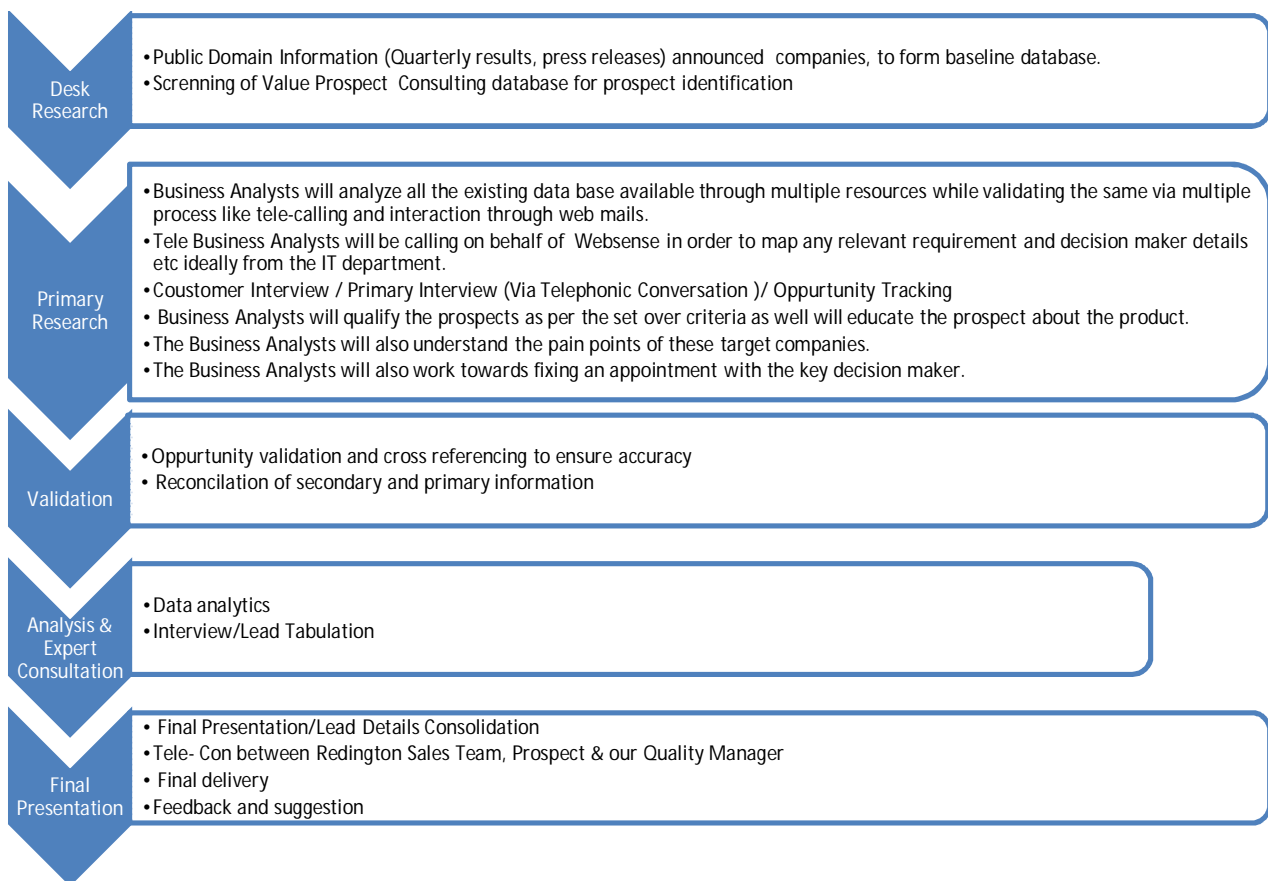 Desk
Research
•Public Domain Information (Quarterly results, press releases) announced companies, to form baseline database.
•Screnning of Value Prospect Consulting database for prospect identification
Primary
Research
•Business Analysts will analyze all the existing data base available through multiple resources while validating the same via multiple
process like tele-calling and interaction through web mails.
•Tele Business Analysts will be calling on behalf of Websense in order to map any relevant requirement and decision maker details
etc ideally from the IT department.
•Coustomer Interview / Primary Interview (Via Telephonic Conversation )/ Oppurtunity Tracking
• Business Analysts will qualify the prospects as per the set over criteria as well will educate the prospect about the product.
•The Business Analysts will also understand the pain points of these target companies.
•The Business Analysts will also work towards fixing an appointment with the key decision maker.
Validation
•Oppurtunity validation and cross referencing to ensure accuracy
• Reconcilation of secondary and primary information
Analysis &
Expert
Consultation
•Data analytics
•Interview/Lead Tabulation
Final
Presentation
• Final Presentation/Lead Details Consolidation
•Tele- Con between Redington Sales Team, Prospect & our Quality Manager
• Final delivery
•Feedback and suggestion